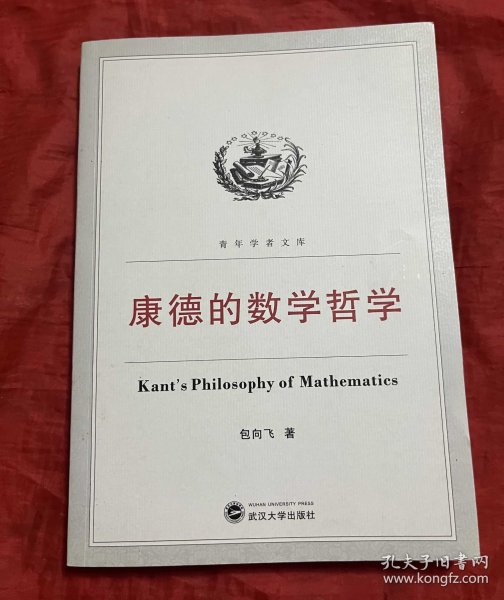 青年学者文库
康德的数学哲学
Kant's Philosophy of Mathematics
包向飞 著
WUHAN UNIVERSITY PRESS
武汉大学出版社
孔夫子旧书网
www.kongfz.com